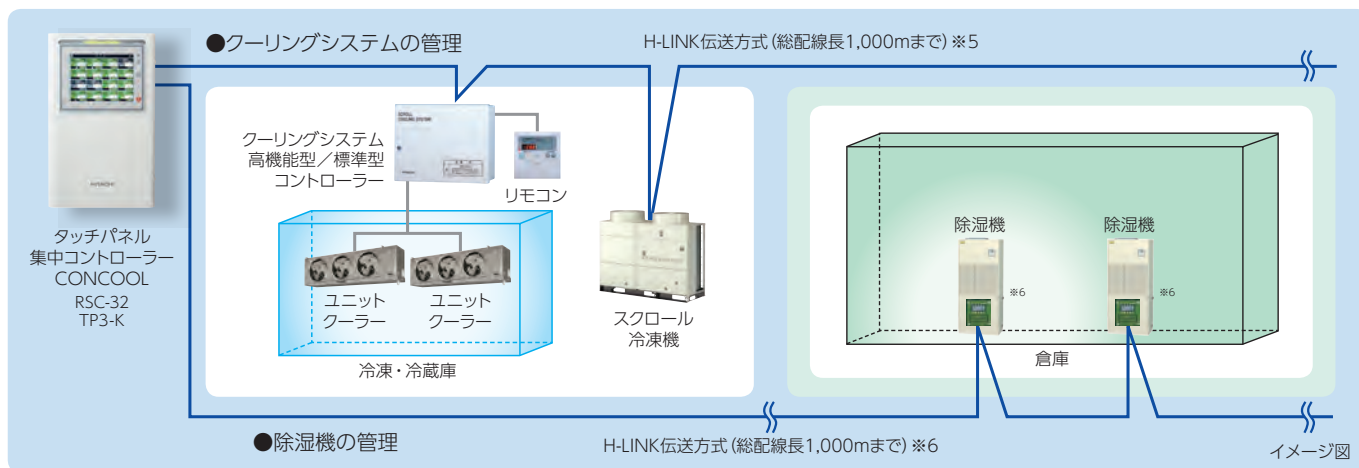 ●クーリングシステムの管理
H-LINK伝送方式(総配線長1,000mまで)※5
クーリングシステム
高機能型／標準型
コントローラー
リモコン
HITACHI
タッチパネル
集中コントローラー
CONCOOL
RSC-32
TP3-K
ユニット
クーラー
ユニット
クーラー
冷凍・冷蔵庫
スクロール
冷凍機
除湿機
※6
除湿機
※6
倉庫
●除湿機の管理
H-LINK伝送方式(総配線長1,000mまで)※6
イメージ図